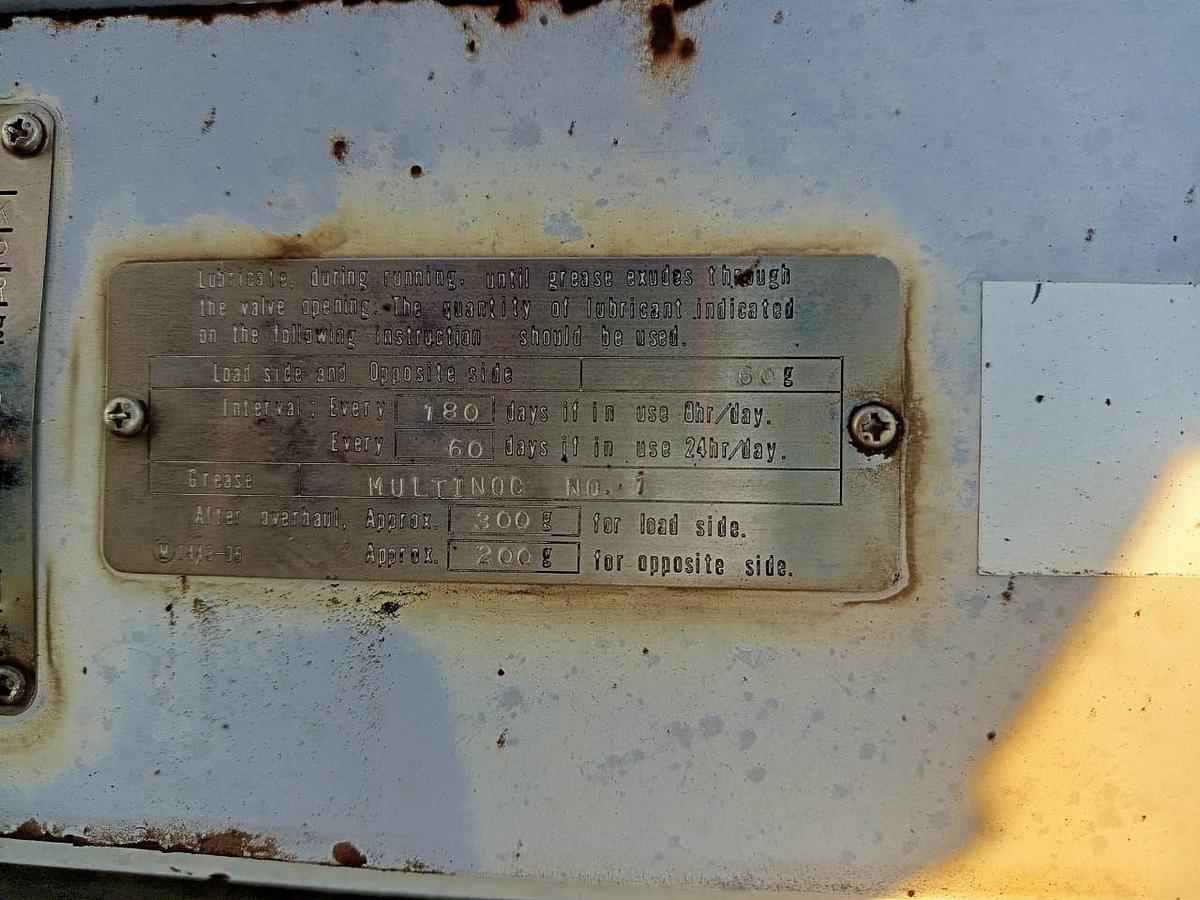 Lubricate, during running, until grease exudes through
the valve opening. The quantity of lubricant indicated
on the following instruction should be used.
Load side and Opposite side 60g
Interval: Every 180 days if in use 8hr/day.
Every 60 days if in use 24hr/day.
Grease MULTINOC NO. 1
After overhaul, Approx. 300g for load side.
Approx. 200g for opposite side.